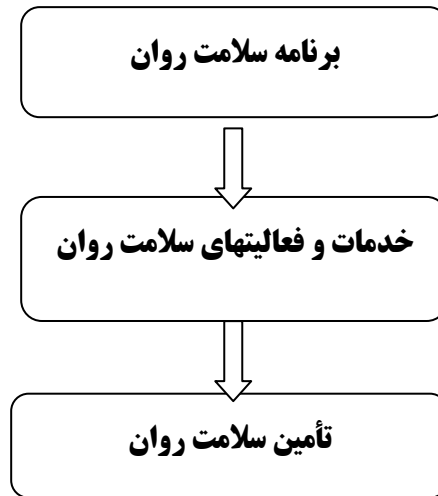 برنامه سلامت روان
خدمات و فعالیتهای سلامت روان
تأمین سلامت روان